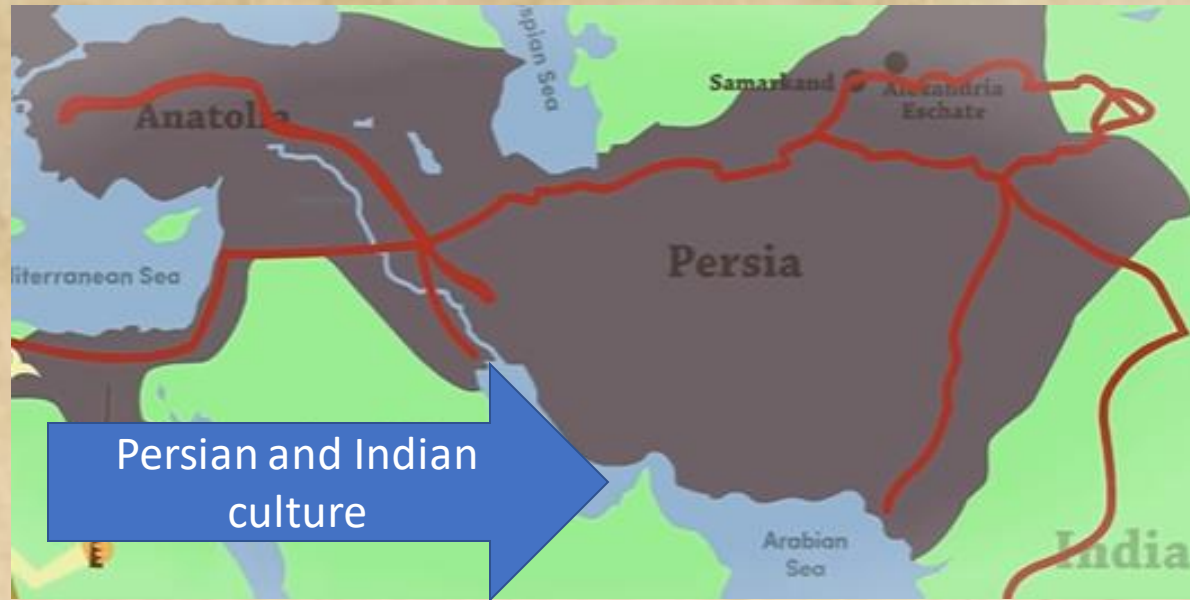 spian Sea
Samarkand
Alexandria
Eschate
Anatolia
iterranean Sea
Persia
Persian and Indian
culture
Arabian
Sea
India
E